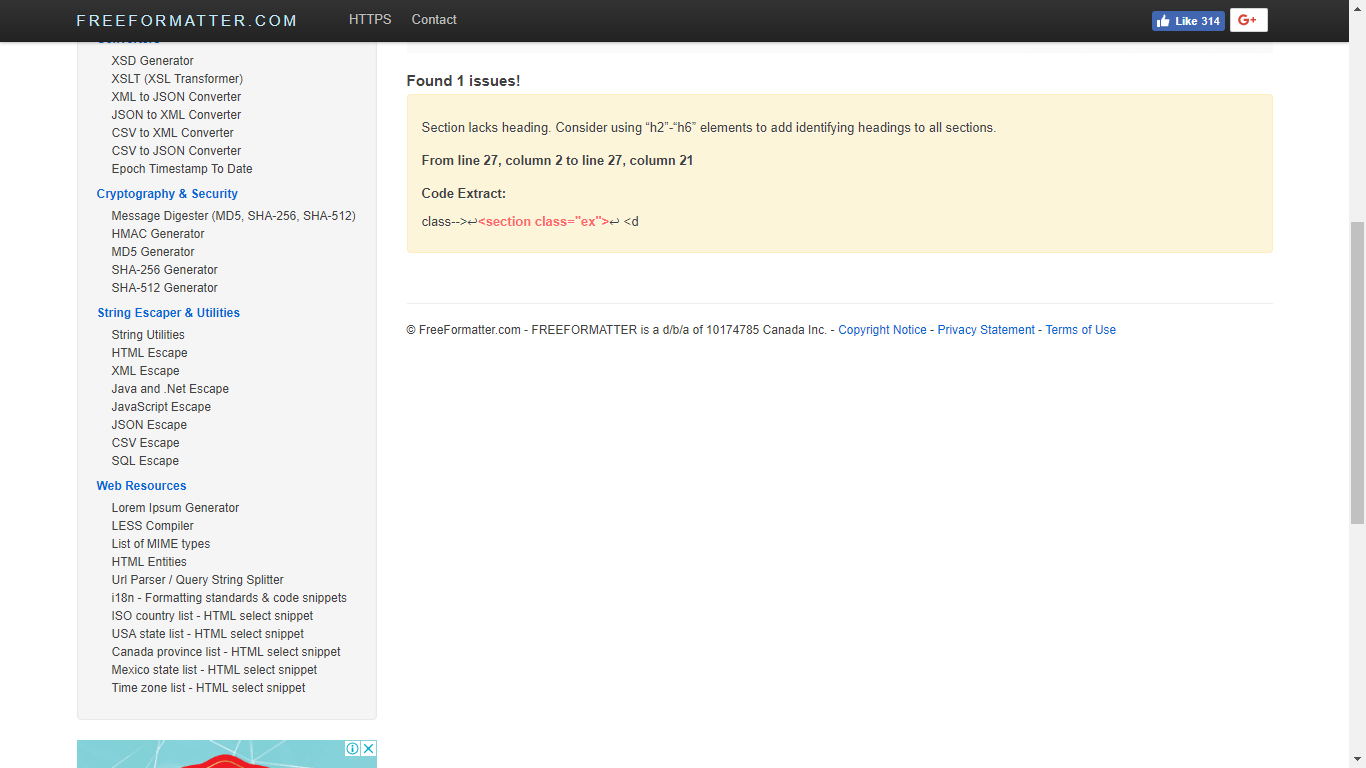 FREEFORMATTER.COM
HTTPS
Contact
Like 314
G+
Converters
XSD Generator
XSLT (XSL Transformer)
XML to JSON Converter
JSON to XML Converter
CSV to XML Converter
CSV to JSON Converter
Epoch Timestamp To Date
Cryptography & Security
Message Digester (MD5, SHA-256, SHA-512)
HMAC Generator
MD5 Generator
SHA-256 Generator
SHA-512 Generator
String Escaper & Utilities
String Utilities
HTML Escape
XML Escape
Java and .Net Escape
JavaScript Escape
JSON Escape
CSV Escape
SQL Escape
Web Resources
Lorem Ipsum Generator
LESS Compiler
List of MIME types
HTML Entities
Url Parser / Query String Splitter
i18n - Formatting standards & code snippets
ISO country list - HTML select snippet
USA state list - HTML select snippet
Canada province list - HTML select snippet
Mexico state list - HTML select snippet
Time zone list - HTML select snippet
Found 1 issues!
Section lacks heading. Consider using “h2”-“h6” elements to add identifying headings to all sections.
From line 27, column 2 to line 27, column 21
Code Extract:
class-->↩<section class="ex">↩ <d
© FreeFormatter.com - FREEFORMATTER is a d/b/a of 10174785 Canada Inc. - Copyright Notice - Privacy Statement - Terms of Use